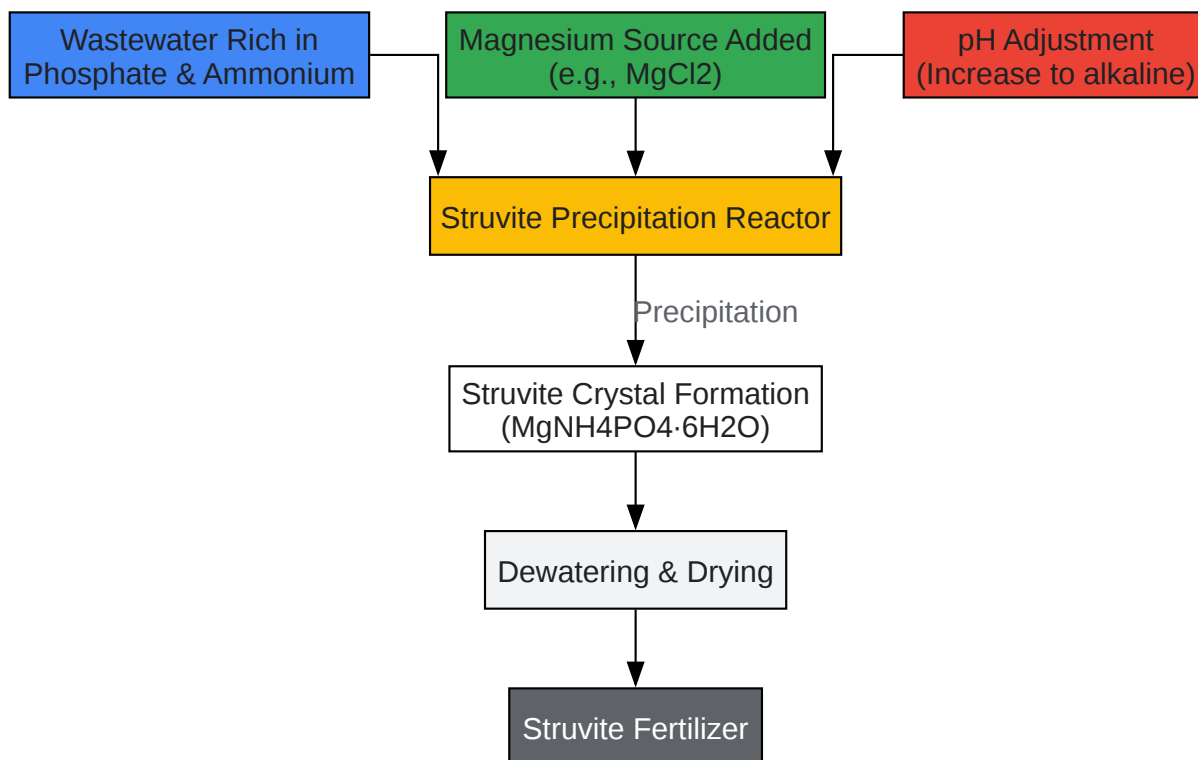 Wastewater Rich in
Phosphate & Ammonium
Magnesium Source Added
(e.g., MgCl2)
pH Adjustment
(Increase to alkaline)
Struvite Precipitation Reactor
Precipitation
Struvite Crystal Formation
(MgNH4PO4·6H2O)
Dewatering & Drying
Struvite Fertilizer